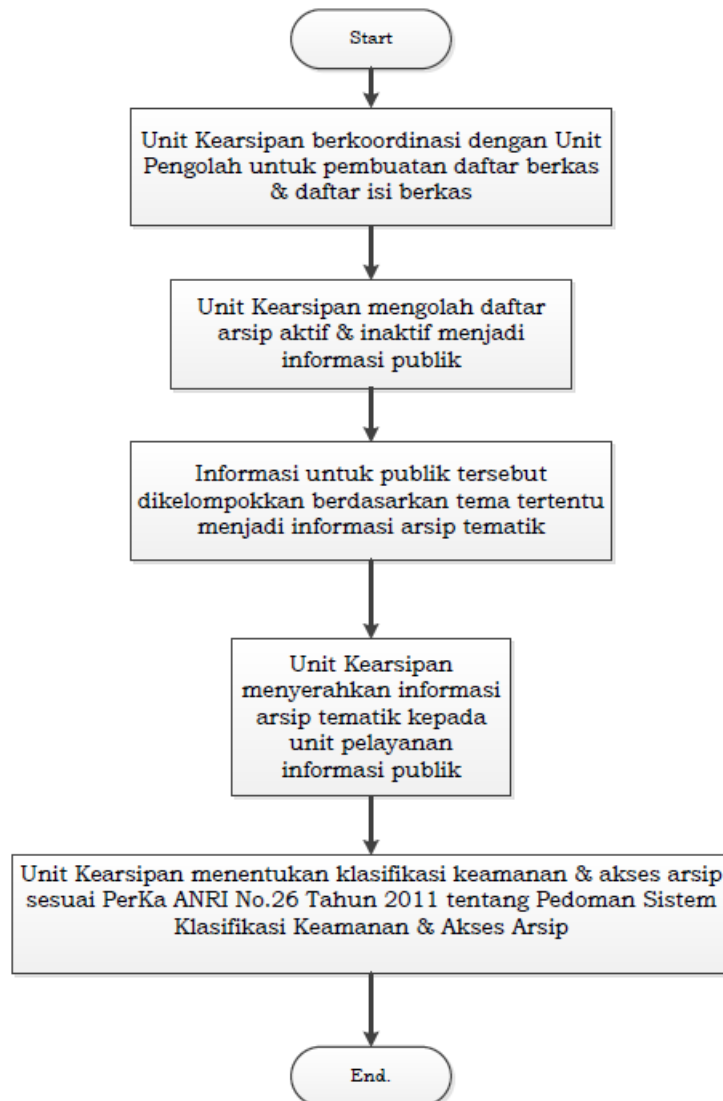 Start
Unit Kearsipan berkoordinasi dengan Unit
Pengolah untuk pembuatan daftar berkas
& daftar isi berkas
Unit Kearsipan mengolah daftar
arsip aktif & inaktif menjadi
informasi publik
Informasi untuk publik tersebut
dikelompokkan berdasarkan tema tertentu
menjadi informasi arsip tematik
Unit Kearsipan
menyerahkan informasi
arsip tematik kepada
unit pelayanan
informasi publik
Unit Kearsipan menentukan klasifikasi keamanan & akses arsip
sesuai PerKa ANRI No.26 Tahun 2011 tentang Pedoman Sistem
Klasifikasi Keamanan & Akses Arsip
End.